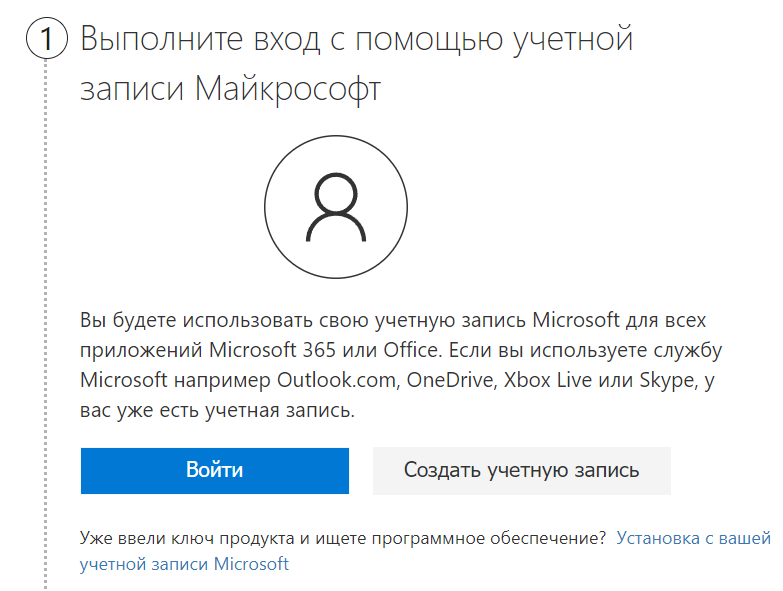 1 Выполните вход с помощью учетной
записи Майкрософт
Вы будете использовать свою учетную запись Microsoft для всех
приложений Microsoft 365 или Office. Если вы используете службу
Microsoft например Outlook.com, OneDrive, Xbox Live или Skype, у
вас уже есть учетная запись.
Войти Создать учетную запись
Уже ввели ключ продукта и ищете программное обеспечение? Установка с вашей
учетной записи Microsoft